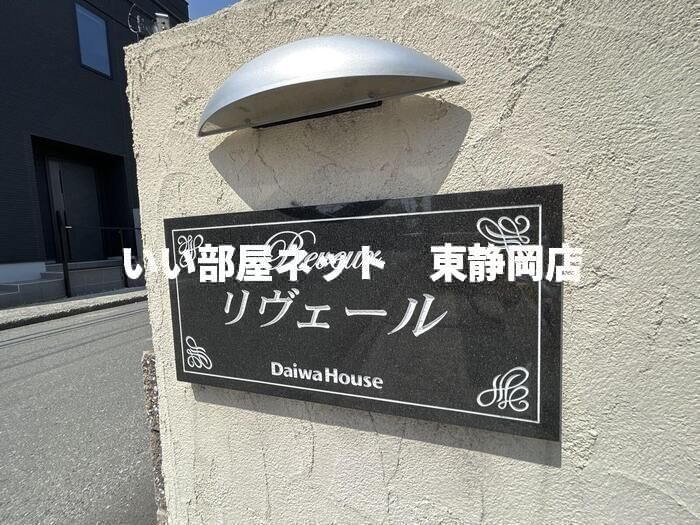 いい部屋ネット 東静岡店
リヴェール
DaiwaHouse